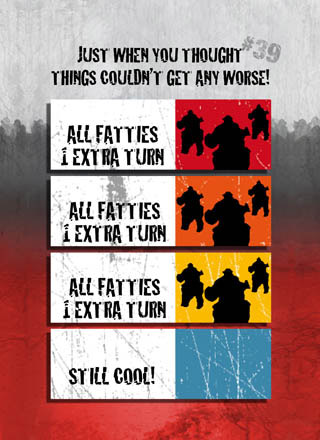 #39
JUST WHEN YOU THOUGHT
THINGS COULDN'T GET ANY WORSE!
ALL FATTIES
1 EXTRA TURN
ALL FATTIES
1 EXTRA TURN
ALL FATTIES
1 EXTRA TURN
STILL COOL!